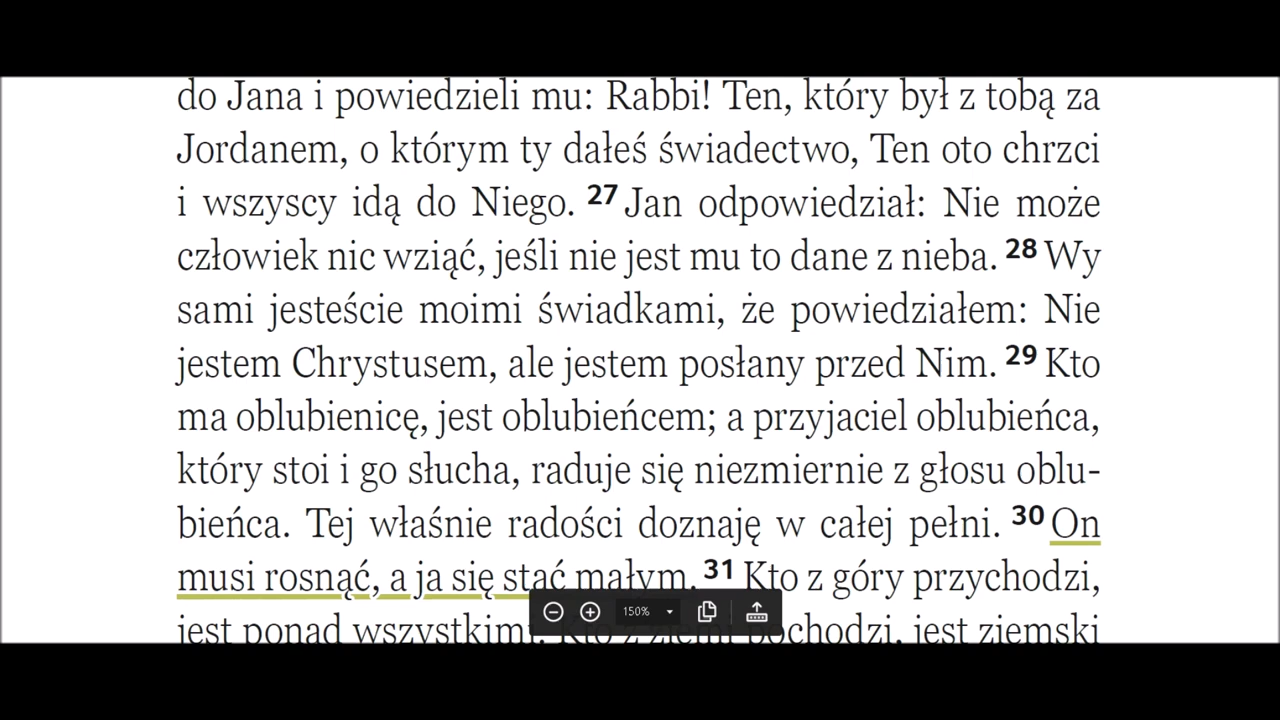 do Jana i powiedzieli mu: Rabbi! Ten, który był z tobą za
Jordanem, o którym ty dałeś świadectwo, Ten oto chrzci
i wszyscy idą do Niego. 27 Jan odpowiedział: Nie może
człowiek nic wziąć, jeśli nie jest mu to dane z nieba. 28 Wy
sami jesteście moimi świadkami, że powiedziałem: Nie
jestem Chrystusem, ale jestem posłany przed Nim. 29 Kto
ma oblubienicę, jest oblubieńcem; a przyjaciel oblubieńca,
który stoi i go słucha, raduje się niezmiernie z głosu oblu-
bieńca. Tej właśnie radości doznaję w całej pełni. 30 On
musi rosnąć, a ja się stać małym. 31 Kto z góry przychodzi,
jest ponad wszystkimi. Kto z ziemi pochodzi, jest ziemski
150%